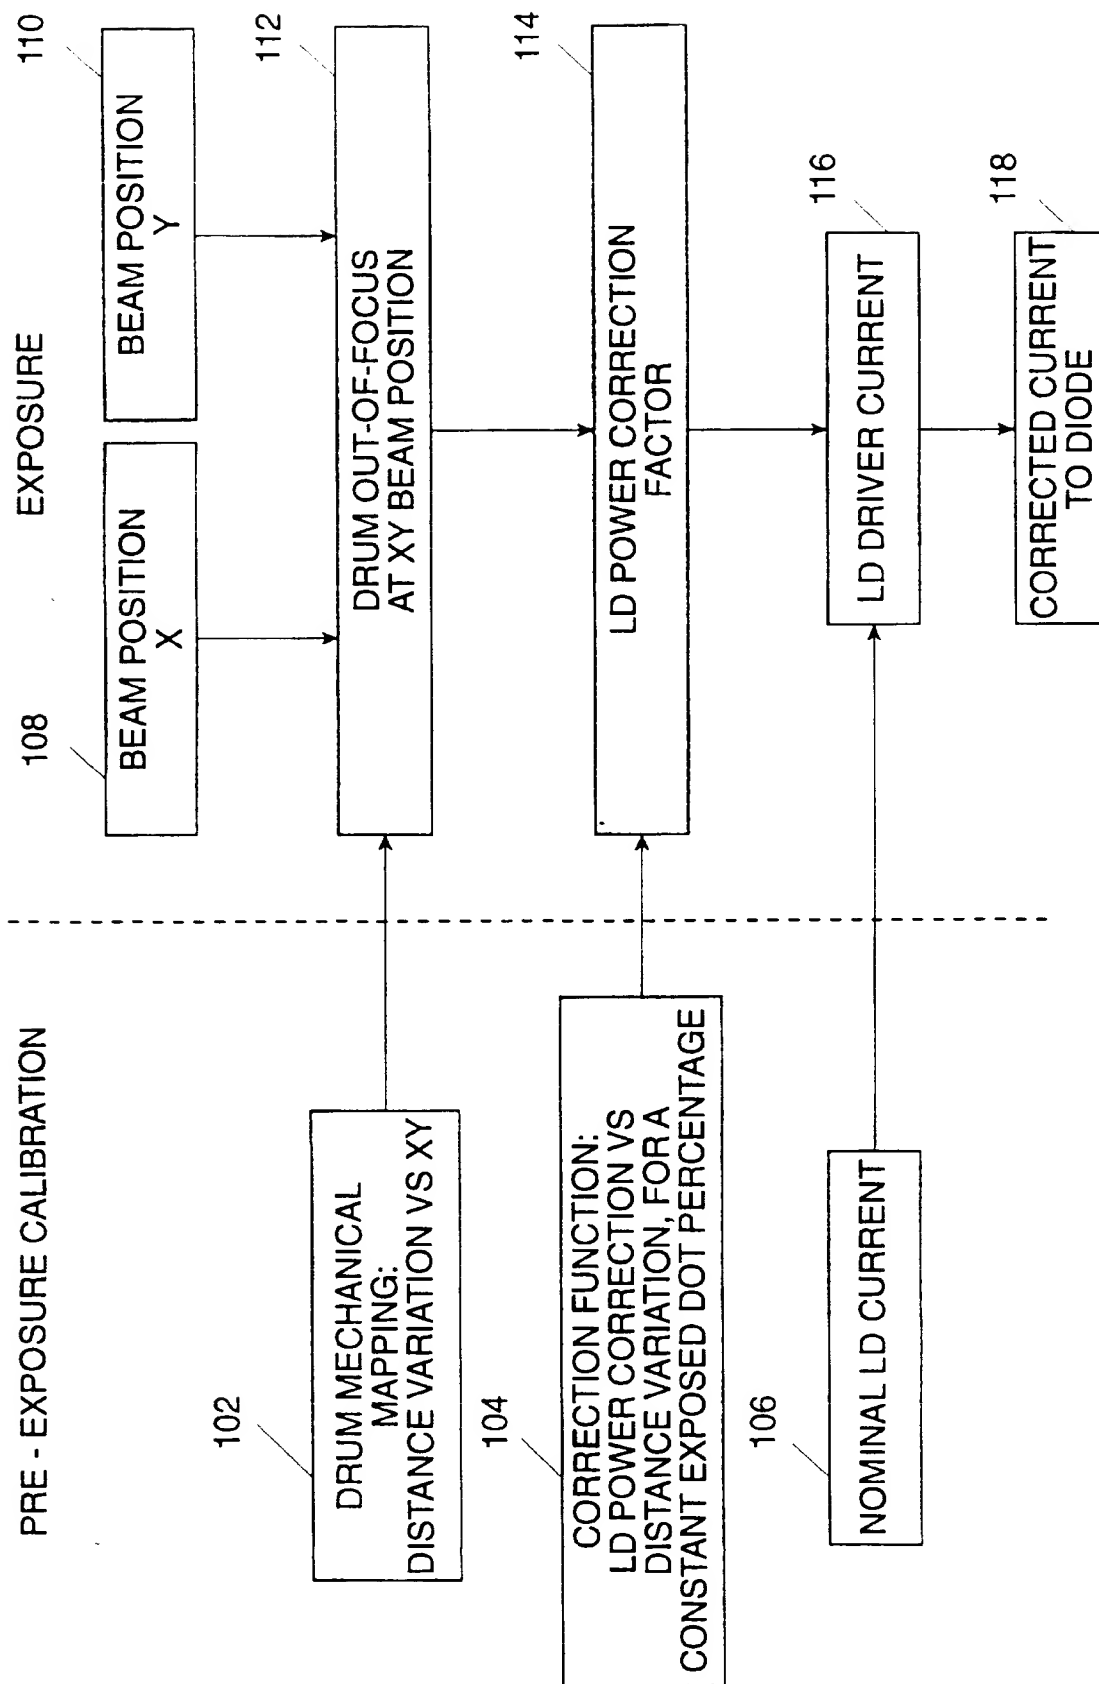 PRE - EXPOSURE CALIBRATION
EXPOSURE
108
BEAM POSITION
X
110
BEAM POSITION
Y
102
DRUM MECHANICAL
MAPPING:
DISTANCE VARIATION VS XY
112
DRUM OUT-OF-FOCUS
AT XY BEAM POSITION
104
CORRECTION FUNCTION:
LD POWER CORRECTION VS
DISTANCE VARIATION, FOR A
CONSTANT EXPOSED DOT PERCENTAGE
114
LD POWER CORRECTION
FACTOR
106
NOMINAL LD CURRENT
116
LD DRIVER CURRENT
118
CORRECTED CURRENT
TO DIODE